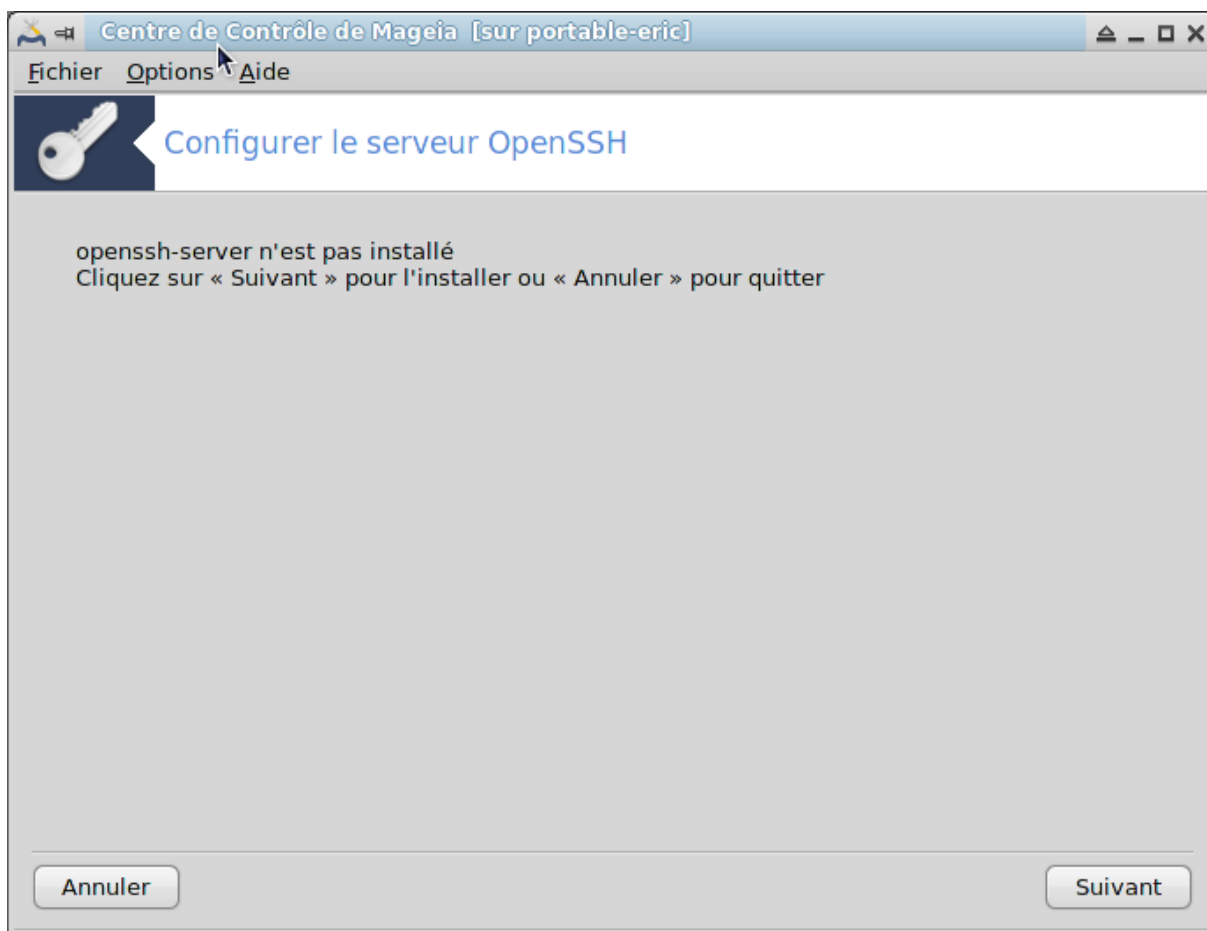 Centre de Contrôle de Mageia [sur portable-eric]
Fichier Options Aide
Configurer le serveur OpenSSH
openssh-server n'est pas installé
Cliquez sur « Suivant » pour l'installer ou « Annuler » pour quitter
Annuler Suivant